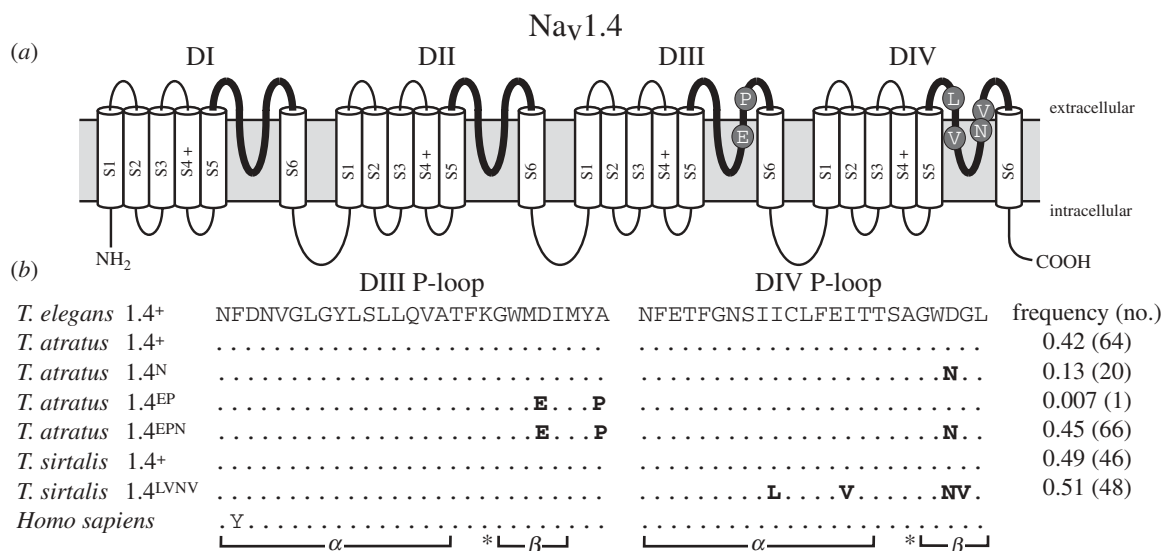 Nav1.4
(a)
DI DII DIII DIV
P L V
E V N
extracellular
S1 S2 S3 S4+ S5 S6 S1 S2 S3 S4+ S5 S6 S1 S2 S3 S4+ S5 S6 S1 S2 S3 S4+ S5 S6
intracellular
NH2 COOH
(b)
DIII P-loop DIV P-loop
T. elegans 1.4+ NFDNVGLGYLSLLQVATFKGWMDIMYA NFETFGNSIICLFEITTSAGWDGL frequency (no.)
T. atratus 1.4+ ........................... ........................ 0.42 (64)
T. atratus 1.4N ........................... .....................N.. 0.13 (20)
T. atratus 1.4EP ......................E...P ........................ 0.007 (1)
T. atratus 1.4EPN ......................E...P .....................N.. 0.45 (66)
T. sirtalis 1.4+ ........................... ........................ 0.49 (46)
T. sirtalis 1.4LVNV ........................... .........L....V......NV. 0.51 (48)
Homo sapiens .Y......................... ........................
α * β α * β